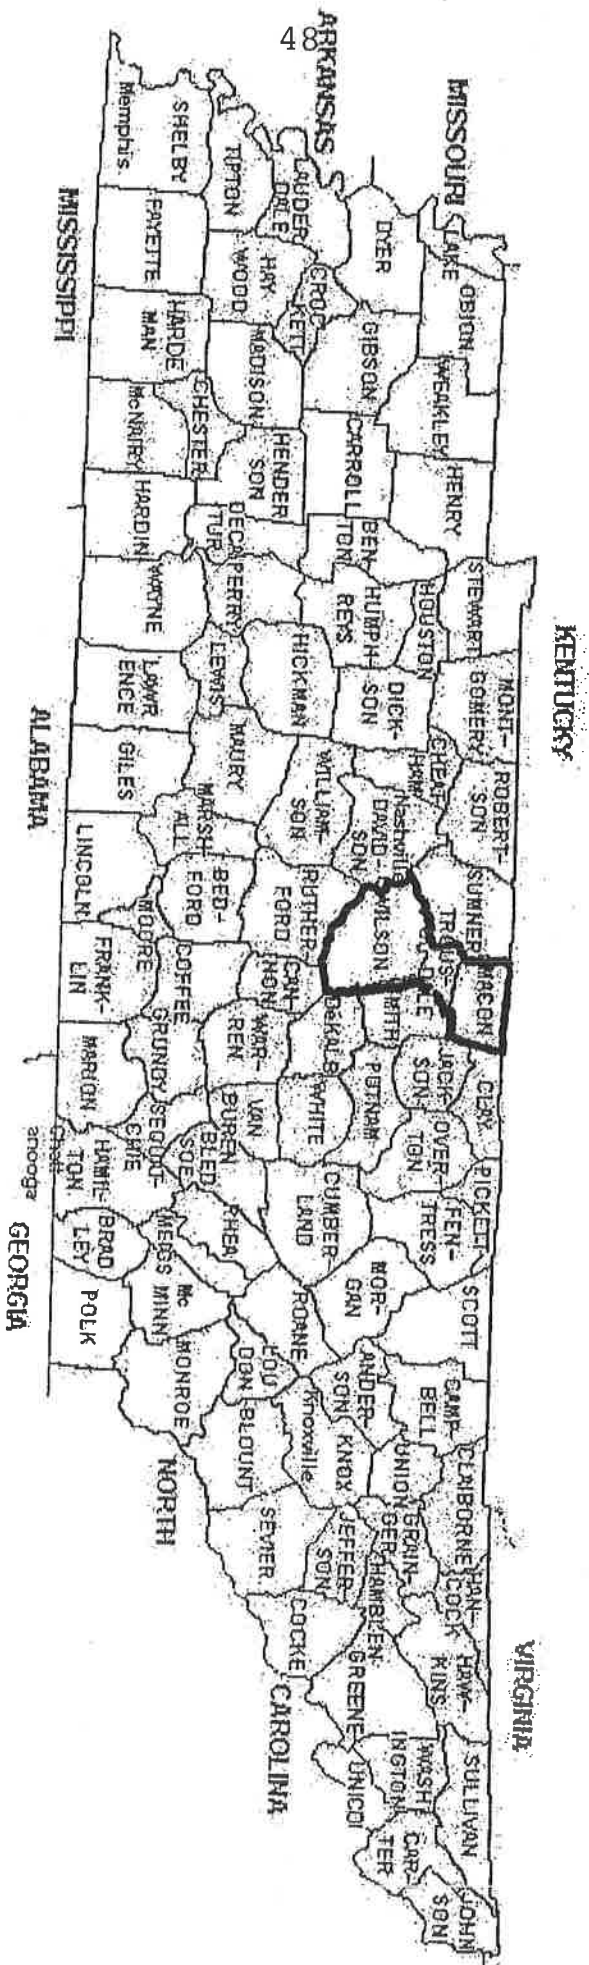 48
ARKANSAS
MISSOURI
KENTUCKY
VIRGINIA
MISSISSIPPI
ALABAMA
GEORGIA
NORTH
CAROLINA
LAKE
OBION
WEAKLEY
HENRY
STEWART
MONT-
GOMERY
ROBERT-
SON
SUMNER
MACON
CLAY
PICKETT
SCOTT
CAMP-
BELL
CLAIBORNE
HAN-
COCK
HAW-
KINS
SULLIVAN
JOHN
SON
DYER
GIBSON
CARROLL
BEN-
TON
HOUSTON
HUMPH-
REYS
DICK-
SON
CHEAT
HAM
Nashville
DAVID-
SON
WILSON
TROUS-
DALE
SMITH
JACK-
SON
OVER-
TON
FEN-
TRESS
MOR-
GAN
ANDER-
SON
UNION
GRAIN-
GER
HAMBLEN
GREENE
WASH
INGTON
UNICOI
CAR-
TER
LAUDER
DALE
CROC
KETT
HAY
WOOD
MADISON
HENDER
SON
DECA
TUR
PERRY
HICKMAN
WILLIAM-
SON
RUTHER
FORD
CAN-
NON
DeKALB
PUTNAM
WHITE
CUMBER-
LAND
ROANE
KNOX
Knoxville
JEFFER-
SON
COCKE
SEVIER
BLOUNT
LOU
DON
TIPTON
SHELBY
Memphis
FAYETTE
HARDE
MAN
CHESTER
McNAIRY
HARDIN
WAYNE
LEWIS
LAWR
ENCE
MAURY
GILES
MARSH
ALL
BED-
FORD
LINCOLN
MOORE
COFFEE
FRANK-
LIN
WAR-
REN
GRUNDY
VAN
BUREN
MARION
SEQUAT-
CHIE
BLED
SOE
RHEA
HAMIL-
TON
Chatt
anooga
MEIGS
BRAD
LEY
Mc
MINN
POLK
MONROE